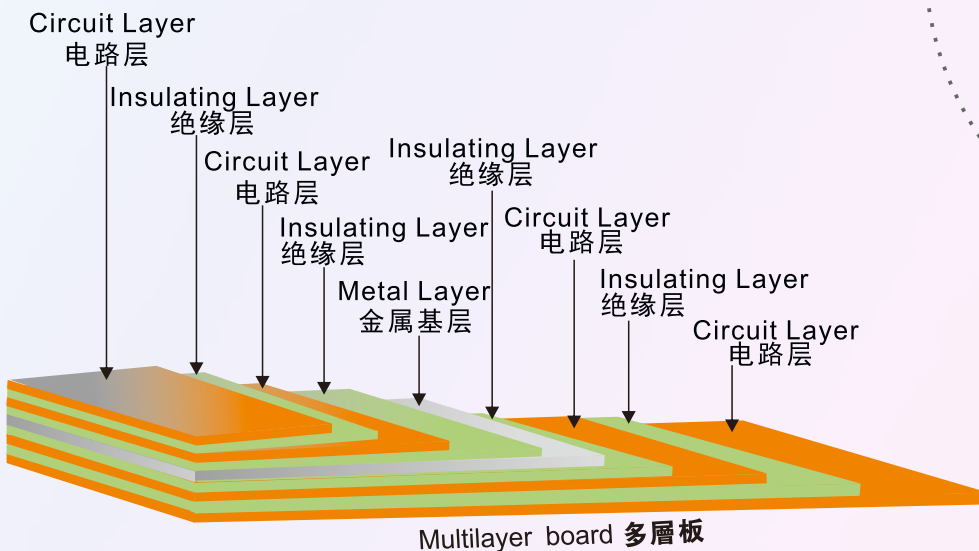 Circuit Layer
电路层
Insulating Layer
绝缘层
Circuit Layer
电路层
Insulating Layer
绝缘层
Metal Layer
金属基层
Insulating Layer
绝缘层
Circuit Layer
电路层
Insulating Layer
绝缘层
Circuit Layer
电路层
Multilayer board 多層板